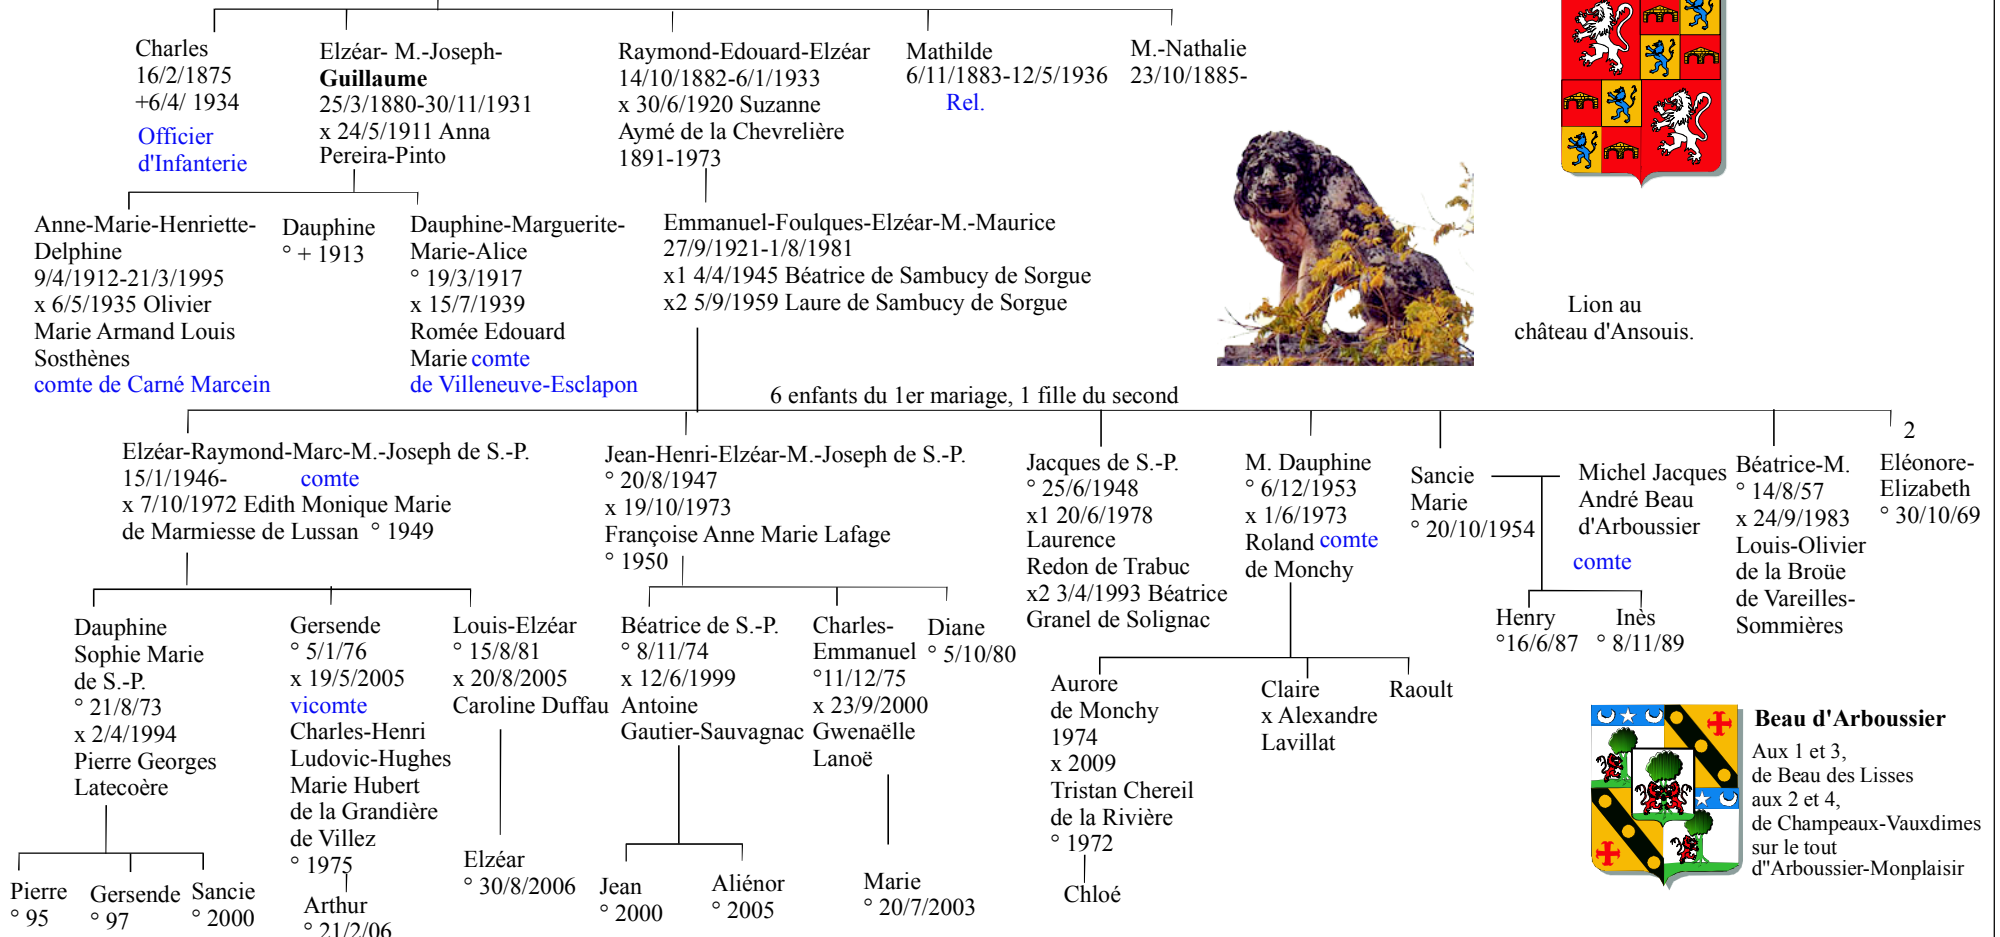 Charles
16/2/1875
+6/4/ 1934
Officier
d'Infanterie
Elzéar- M.-Joseph-
Guillaume
25/3/1880-30/11/1931
x 24/5/1911 Anna
Pereira-Pinto
Raymond-Edouard-Elzéar
14/10/1882-6/1/1933
x 30/6/1920 Suzanne
Aymé de la Chevrelière
1891-1973
Mathilde
6/11/1883-12/5/1936
Rel.
M.-Nathalie
23/10/1885-
Anne-Marie-Henriette-
Delphine
9/4/1912-21/3/1995
x 6/5/1935 Olivier
Marie Armand Louis
Sosthènes
comte de Carné Marcein
Dauphine
° + 1913
Dauphine-Marguerite-
Marie-Alice
° 19/3/1917
x 15/7/1939
Romée Edouard
Marie comte
de Villeneuve-Esclapon
Emmanuel-Foulques-Elzéar-M.-Maurice
27/9/1921-1/8/1981
x1 4/4/1945 Béatrice de Sambucy de Sorgue
x2 5/9/1959 Laure de Sambucy de Sorgue
Lion au
château d'Ansouis.
6 enfants du 1er mariage, 1 fille du second
Elzéar-Raymond-Marc-M.-Joseph de S.-P.
15/1/1946- comte
x 7/10/1972 Edith Monique Marie
de Marmiesse de Lussan ° 1949
Jean-Henri-Elzéar-M.-Joseph de S.-P.
° 20/8/1947
x 19/10/1973
Françoise Anne Marie Lafage
° 1950
Jacques de S.-P.
° 25/6/1948
x1 20/6/1978
Laurence
Redon de Trabuc
x2 3/4/1993 Béatrice
Granel de Solignac
M. Dauphine
° 6/12/1953
x 1/6/1973
Roland comte
de Monchy
Sancie
Marie
° 20/10/1954
Michel Jacques
André Beau
d'Arboussier
comte
Béatrice-M.
° 14/8/57
x 24/9/1983
Louis-Olivier
de la Broüe
de Vareilles-
Sommières
2
Eléonore-
Elizabeth
° 30/10/69
Dauphine
Sophie Marie
de S.-P.
° 21/8/73
x 2/4/1994
Pierre Georges
Latecoère
Gersende
° 5/1/76
x 19/5/2005
vicomte
Charles-Henri
Ludovic-Hughes
Marie Hubert
de la Grandière
de Villez
° 1975
Louis-Elzéar
° 15/8/81
x 20/8/2005
Caroline Duffau
Béatrice de S.-P.
° 8/11/74
x 12/6/1999
Antoine
Gautier-Sauvagnac
Charles-
Emmanuel
°11/12/75
x 23/9/2000
Gwenaëlle
Lanoë
Diane
° 5/10/80
Aurore
de Monchy
1974
x 2009
Tristan Chereil
de la Rivière
° 1972
Claire
x Alexandre
Lavillat
Raoult
Henry
°16/6/87
Inès
° 8/11/89
Pierre
° 95
Gersende
° 97
Sancie
° 2000
Arthur
° 21/2/06
Elzéar
° 30/8/2006
Jean
° 2000
Aliénor
° 2005
Marie
° 20/7/2003
Chloé
Beau d'Arboussier
Aux 1 et 3,
de Beau des Lisses
aux 2 et 4,
de Champeaux-Vauxdimes
sur le tout
d"Arboussier-Monplaisir